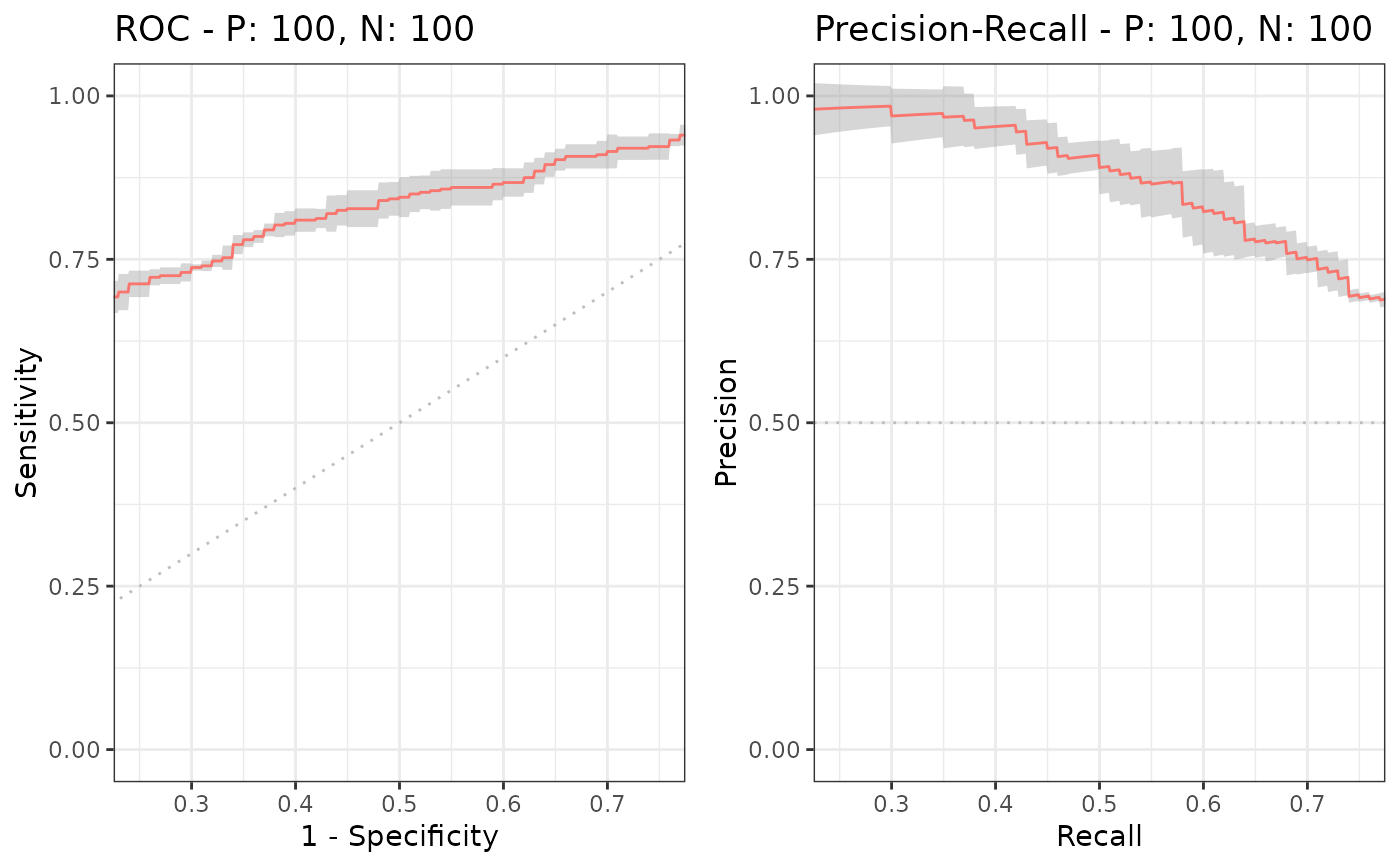 ROC - P: 100, N: 100
Sensitivity
1.00
0.75
0.50
0.25
0.00
0.3 0.4 0.5 0.6 0.7
1 - Specificity
Precision-Recall - P: 100, N: 100
Precision
1.00
0.75
0.50
0.25
0.00
0.3 0.4 0.5 0.6 0.7
Recall